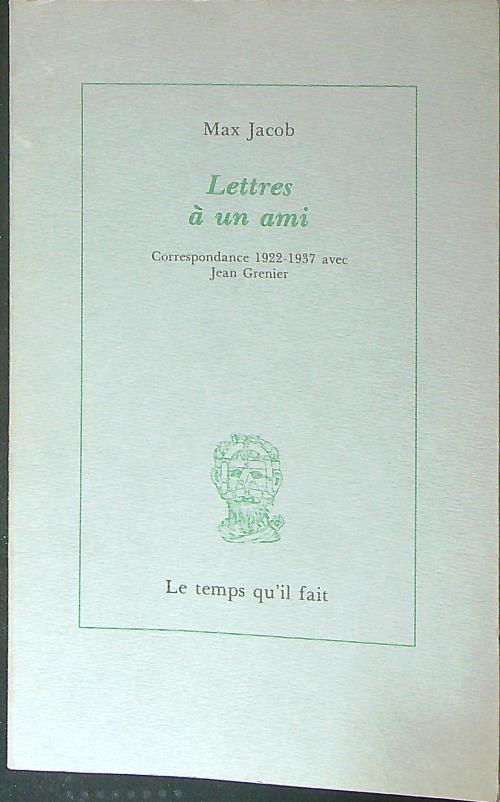 Max Jacob
Lettres
à un ami
Correspondance 1922-1937 avec
Jean Grenier
Le temps qu'il fait